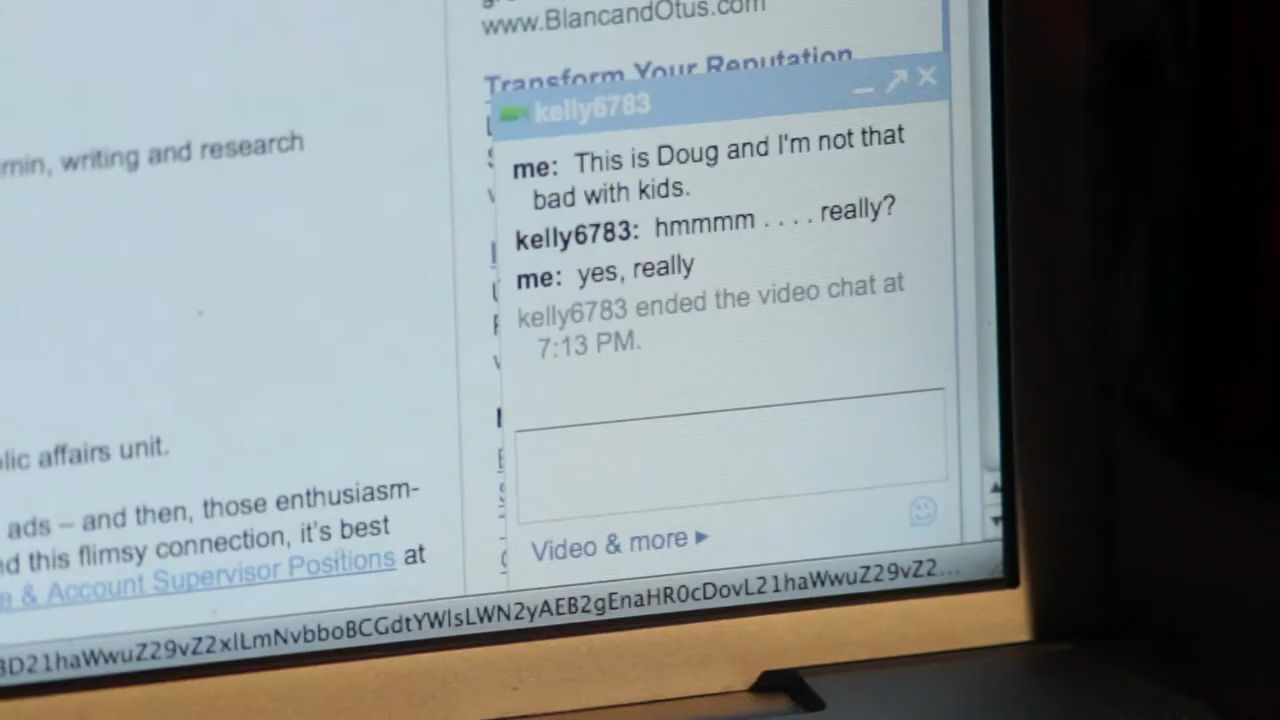 www.BlancandOtus.com
Transform Your Reputation
kelly6783
me: This is Doug and I'm not that
bad with kids.
kelly6783: hmmmm . . . . really?
me: yes, really
kelly6783 ended the video chat at
7:13 PM.
Video & more
writing and research
affairs unit.
ads – and then, those enthusiasm-
this flimsy connection, it's best
& Account Supervisor Positions at